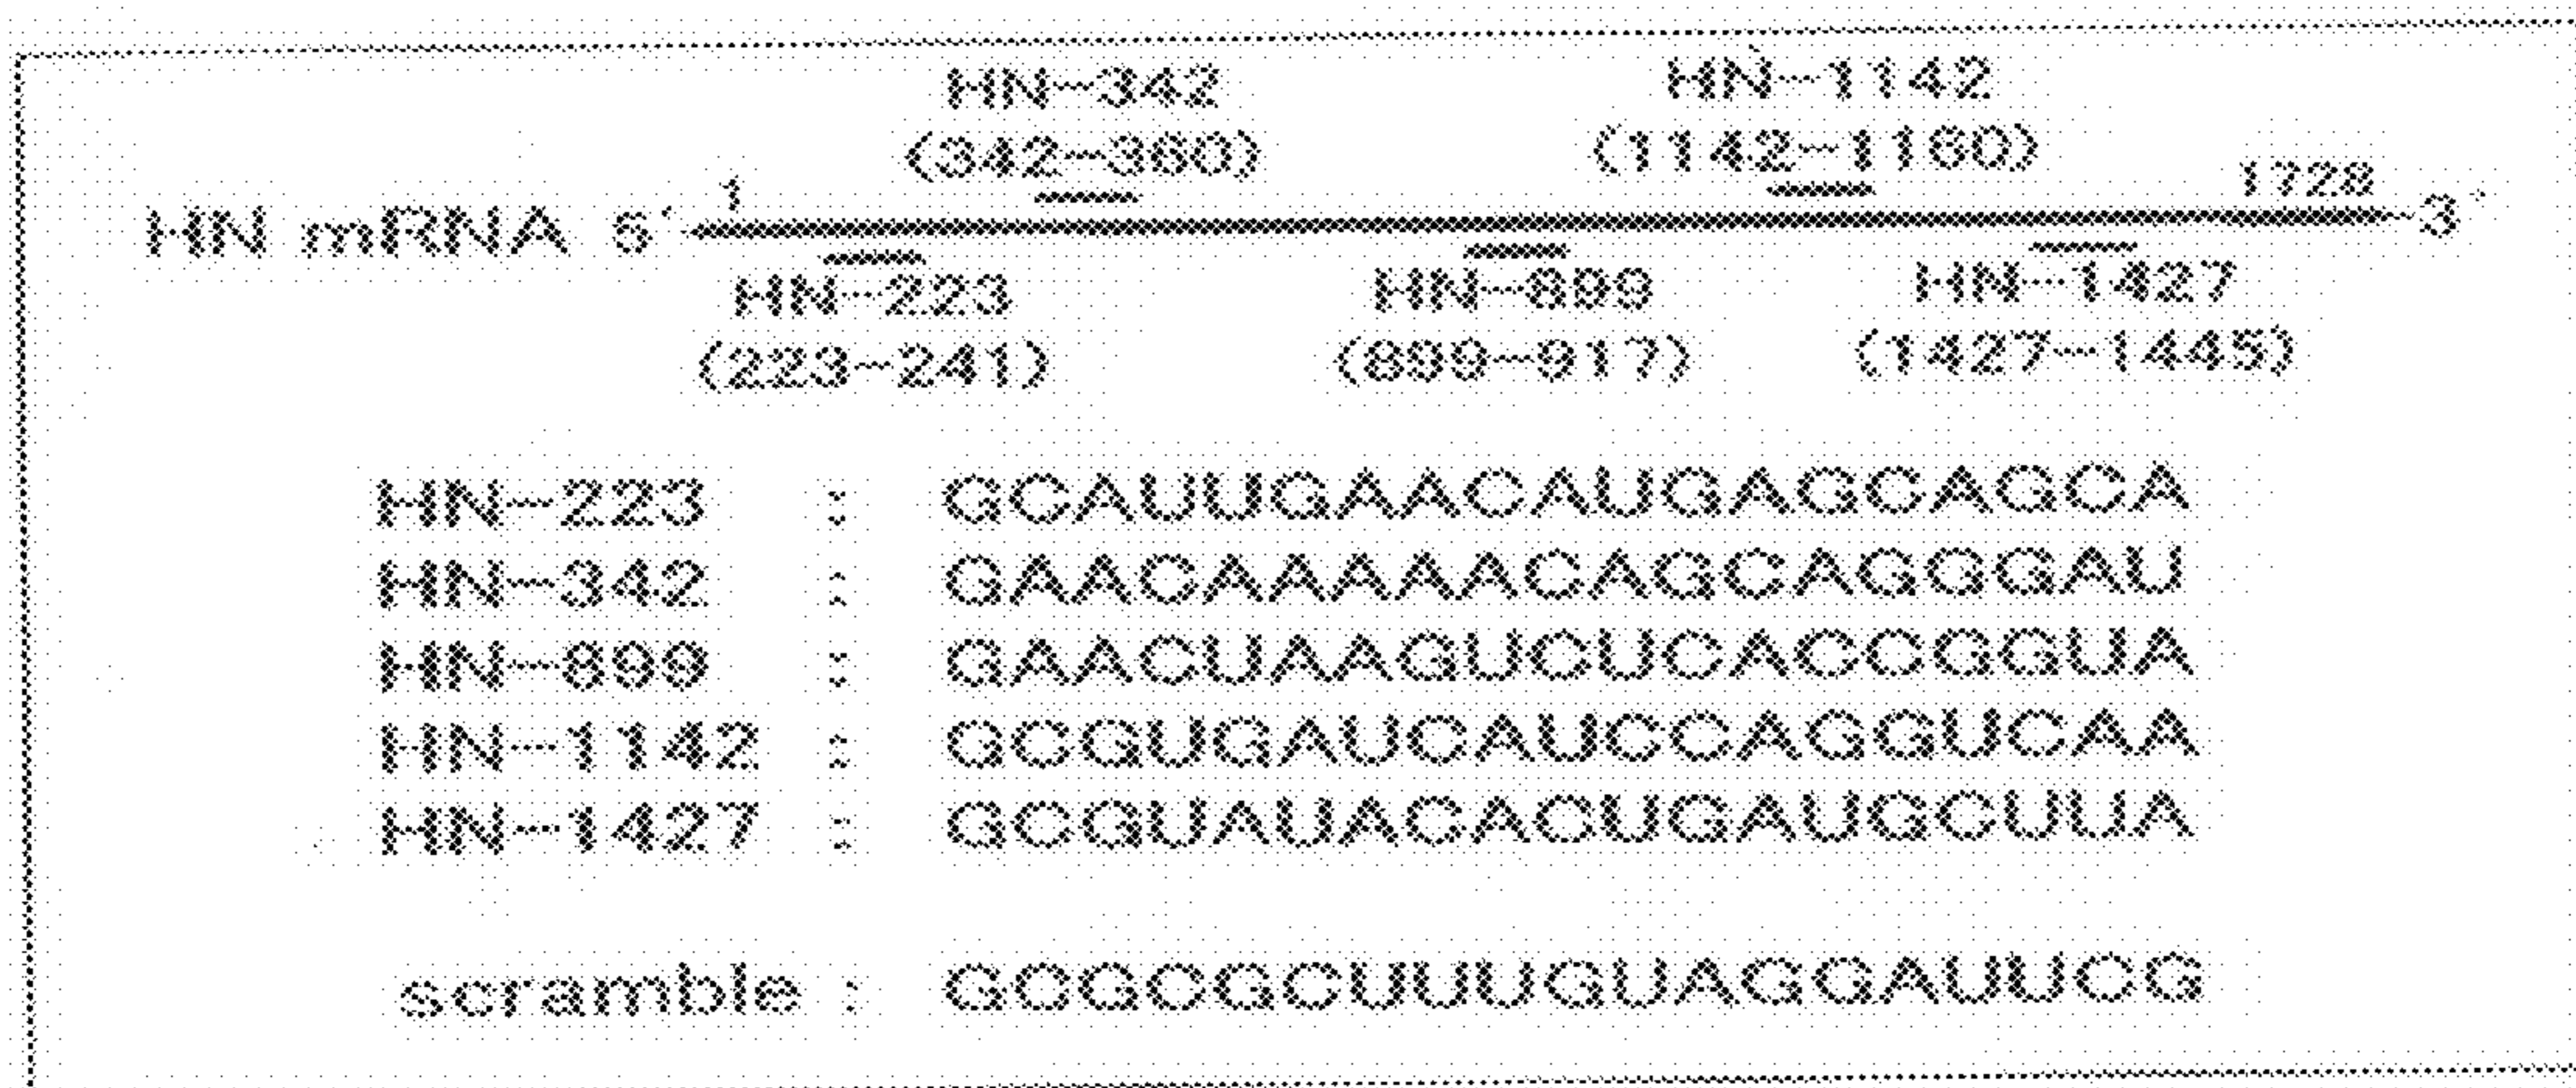 HN-342 HN-1142
(342-360) (1142-1160)
1 1728
HN mRNA 5´ 3´
HN-223 HN-899 HN-1427
(223-241) (899-917) (1427-1445)
HN-223 : GCAUUGAACAUGAGCAGCA
HN-342 : GAACAAAAACAGCAGGGAU
HN-899 : GAACUAAGUCUCACCGGUA
HN-1142 : GCGUGAUCAUCCAGGUCAA
HN-1427 : GCGUAUACACUGAUGCUUA
scramble : GCGCGCUUUGUAGGAUUCG